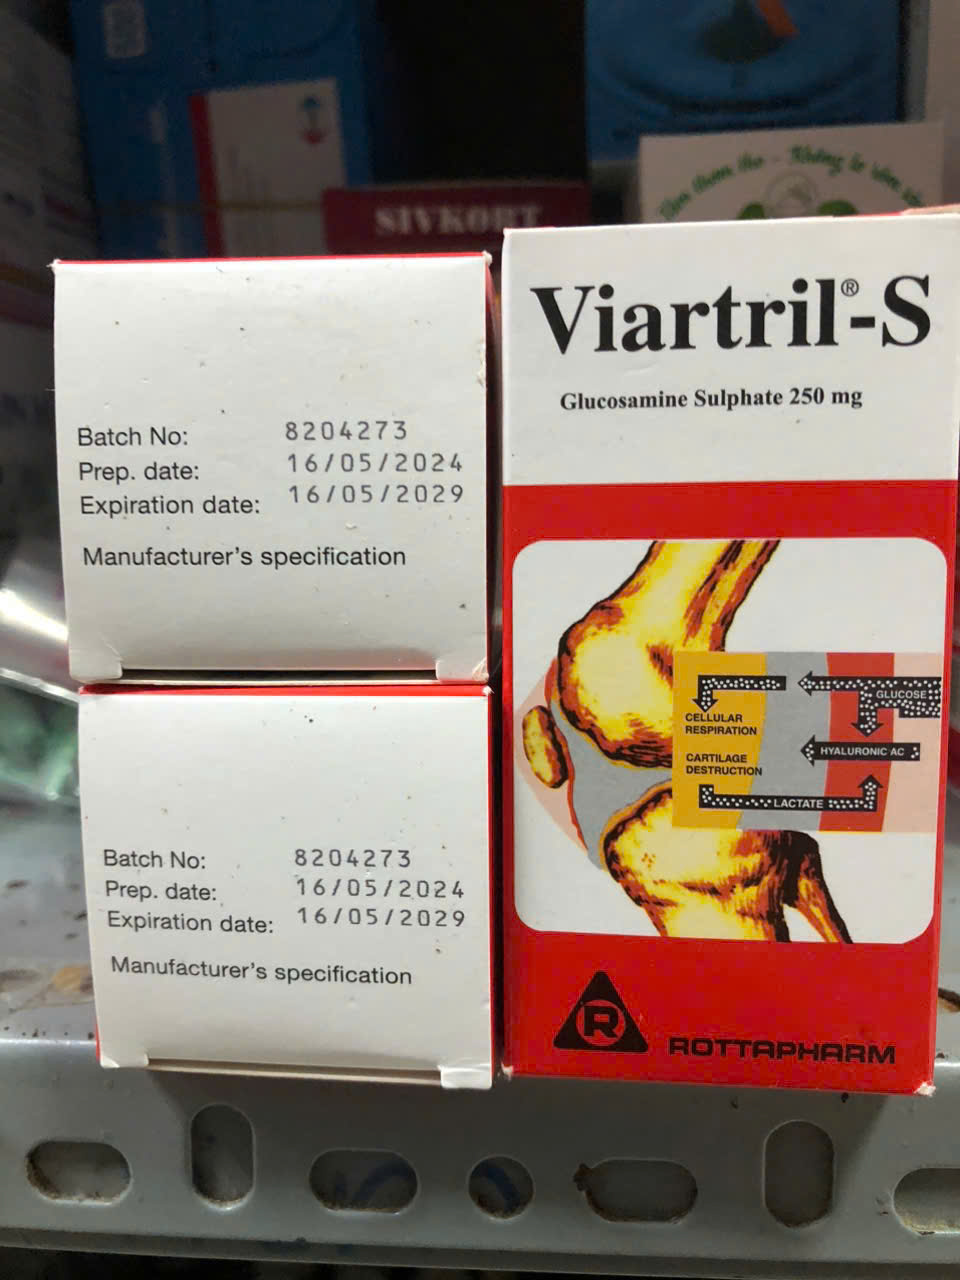 SIVKORT
Batch No: 8204273
Prep. date: 16/05/2024
Expiration date: 16/05/2029
Manufacturer's specification
Batch No: 8204273
Prep. date: 16/05/2024
Expiration date: 16/05/2029
Manufacturer's specification
Viartril®-S
Glucosamine Sulphate 250 mg
GLUCOSE
CELLULAR
RESPIRATION
HYALURONIC AC
CARTILAGE
DESTRUCTION
LACTATE
R
ROTTAPHARM